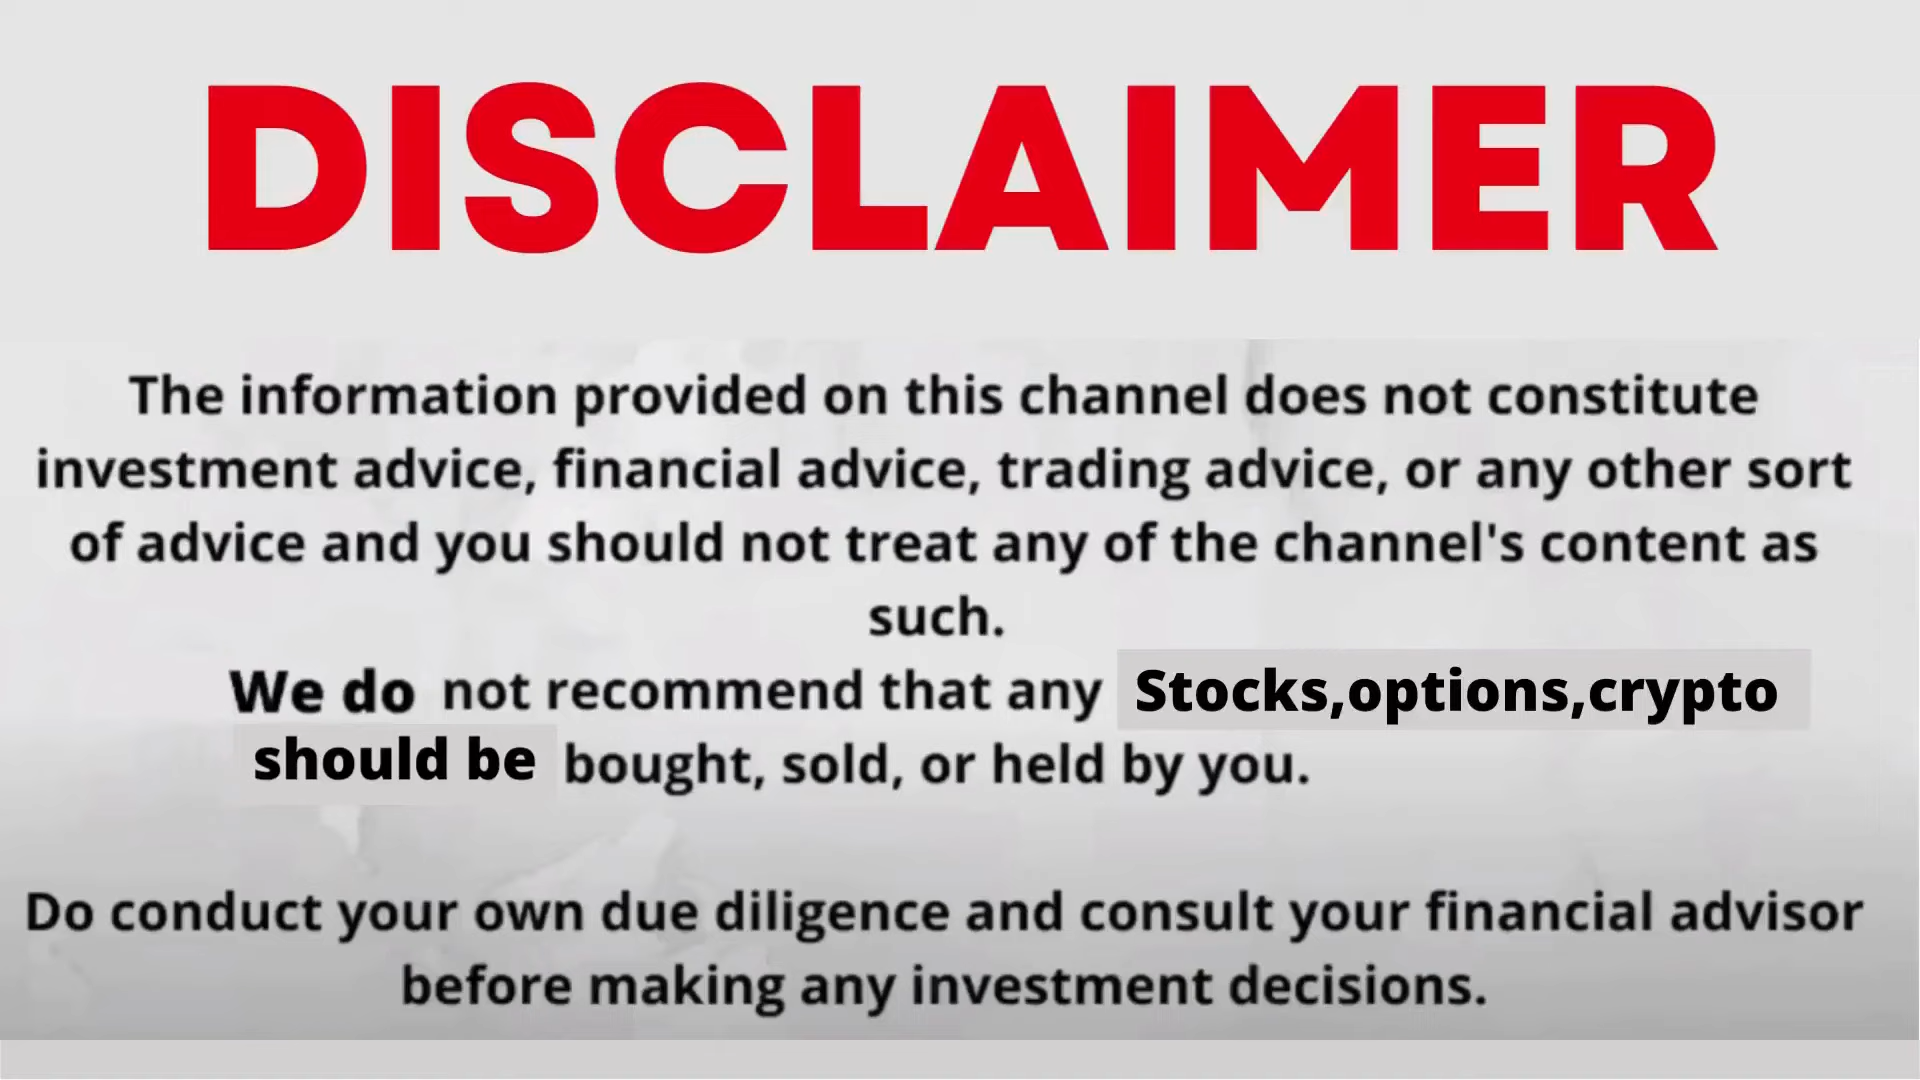 DISCLAIMER
The information provided on this channel does not constitute
investment advice, financial advice, trading advice, or any other sort
of advice and you should not treat any of the channel's content as
such.
We do not recommend that any Stocks,options,crypto
should be bought, sold, or held by you.
Do conduct your own due diligence and consult your financial advisor
before making any investment decisions.